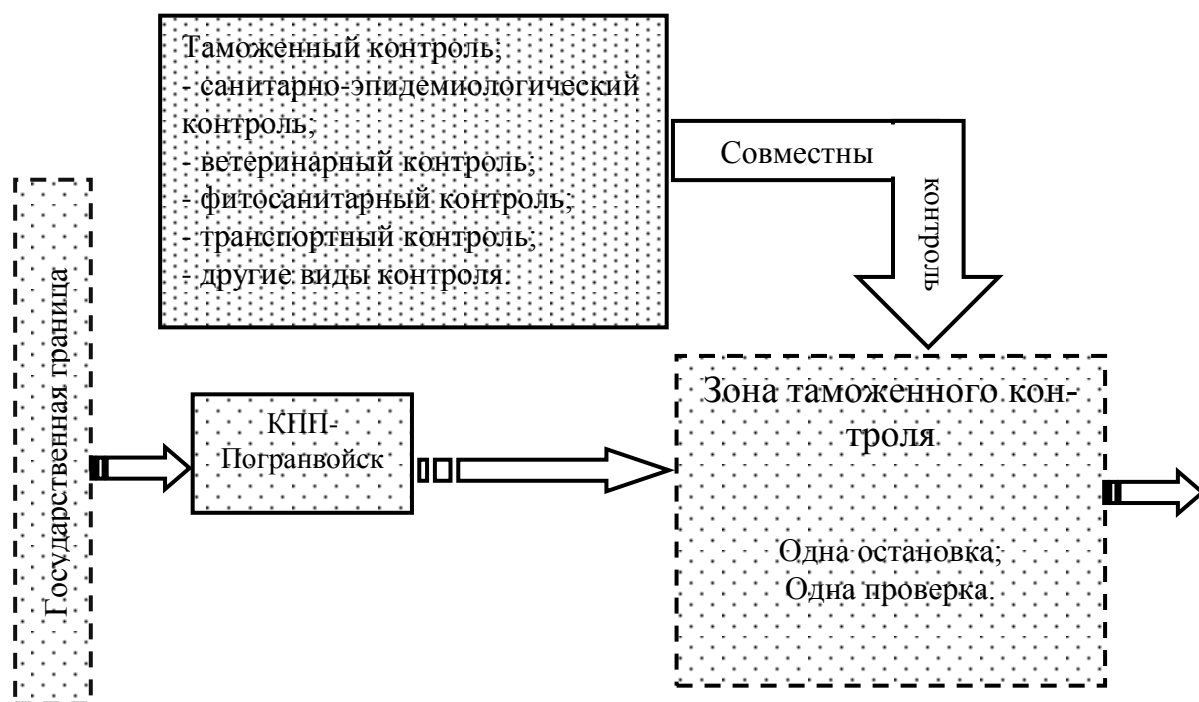 Таможенный контроль;
- санитарно-эпидемиологический
контроль;
- ветеринарный контроль;
- фитосанитарный контроль;
- транспортный контроль;
- другие виды контроля.
Совместны
контроль
Государственная граница
КПП-
Погранвойск
Зона таможенного кон-
троля
Одна остановка;
Одна проверка.